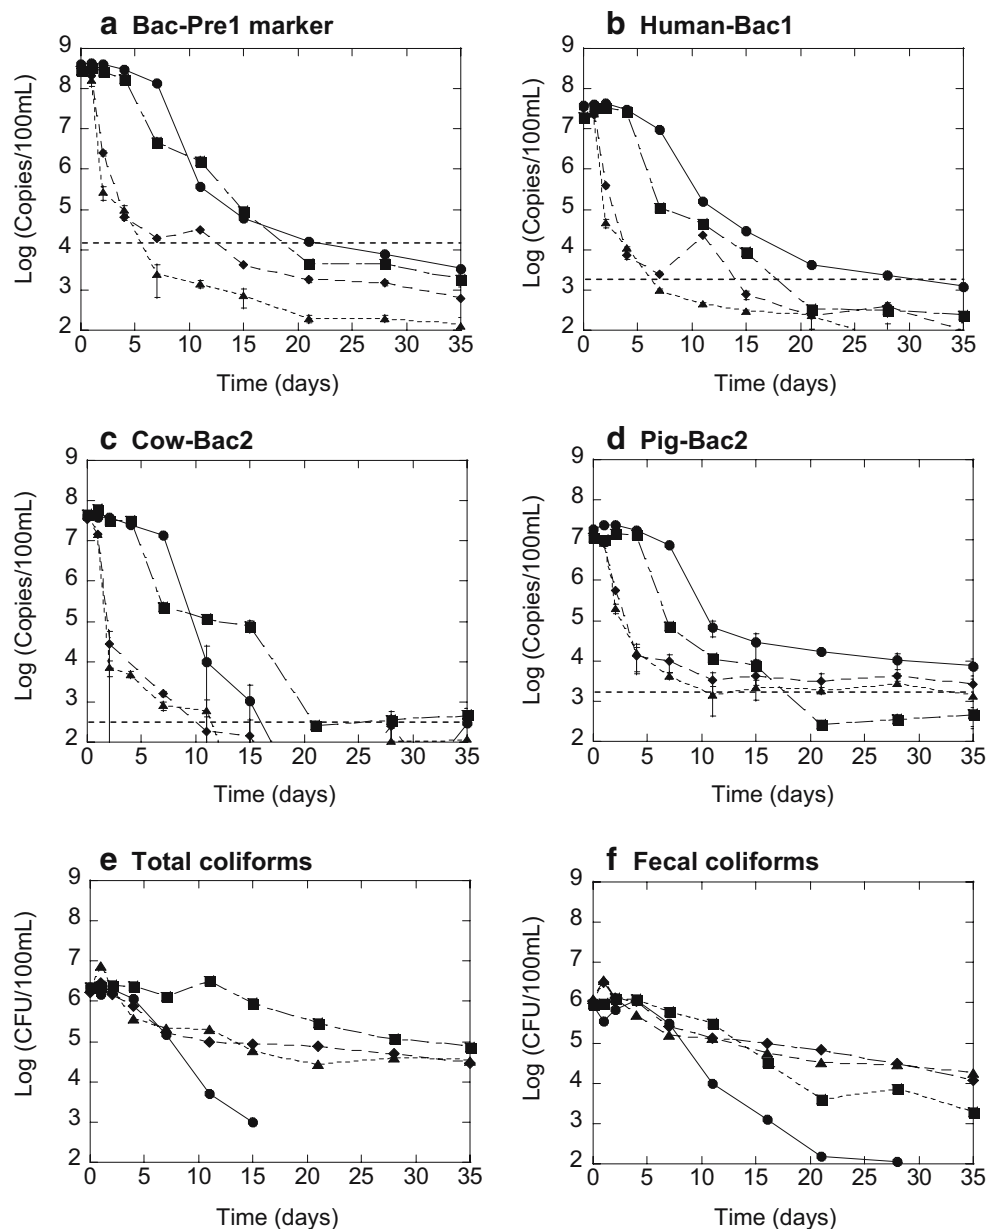 a Bac-Pre1 marker
Log (Copies/100mL)
9
8
7
6
5
4
3
2
0 5 10 15 20 25 30 35
Time (days)
b Human-Bac1
Log (Copies/100mL)
9
8
7
6
5
4
3
2
0 5 10 15 20 25 30 35
Time (days)
c Cow-Bac2
Log (Copies/100mL)
9
8
7
6
5
4
3
2
0 5 10 15 20 25 30 35
Time (days)
d Pig-Bac2
Log (Copies/100mL)
9
8
7
6
5
4
3
2
0 5 10 15 20 25 30 35
Time (days)
e Total coliforms
Log (CFU/100mL)
9
8
7
6
5
4
3
2
0 5 10 15 20 25 30 35
Time (days)
f Fecal coliforms
Log (CFU/100mL)
9
8
7
6
5
4
3
2
0 5 10 15 20 25 30 35
Time (days)